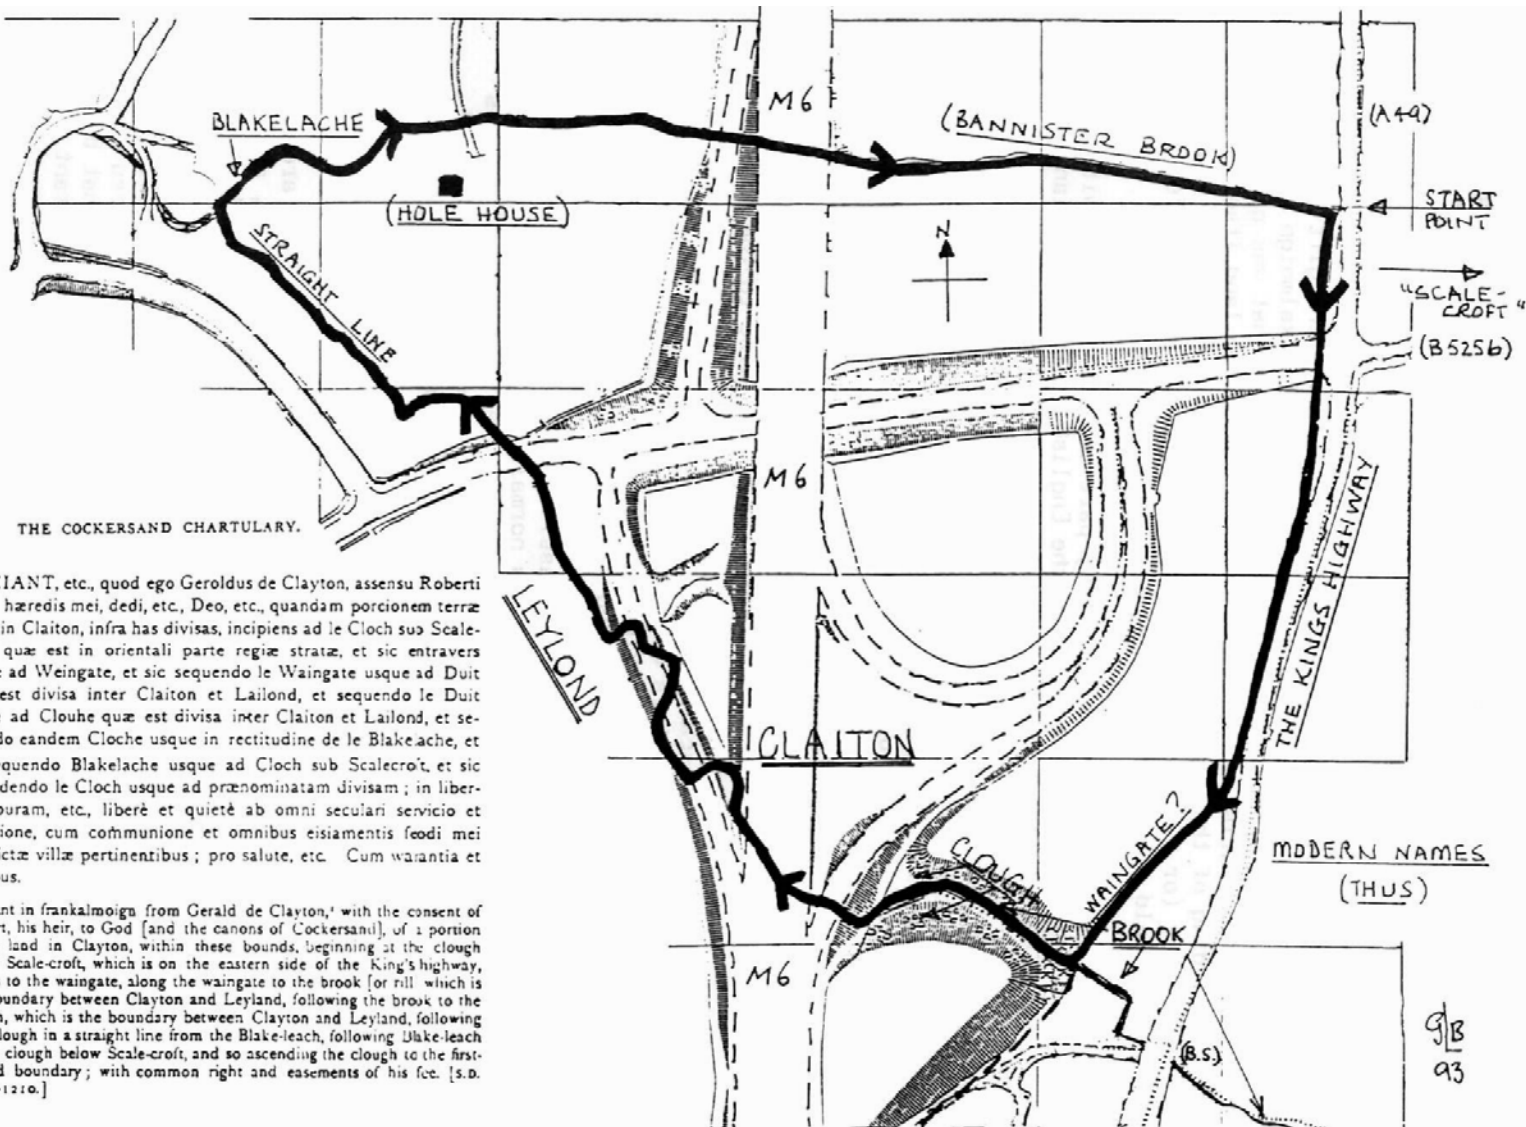 M6
BLAKELACHE
(BANNISTER BROOK)
(A49)
(HOLE HOUSE)
START
POINT
STRAIGHT LINE
N
"SCALE-
CROFT"
(B5256)
M6
THE KINGS HIGHWAY
LEYLOND
CLAITON
CLOUGH
WAINGATE?
BROOK
MODERN NAMES
(THUS)
M6
(B.S.)
93
THE COCKERSAND CHARTULARY.
IANT, etc., quod ego Geroldus de Clayton, assensu Roberti
hæredis mei, dedi, etc., Deo, etc., quandam porcionem terræ
in Claiton, infra has divisas, incipiens ad le Cloch sub Scale-
quæ est in orientali parte regiæ stratæ, et sic entravers
ad Weingate, et sic sequendo le Waingate usque ad Duit
est divisa inter Claiton et Lailond, et sequendo le Duit
ad Clouhe quæ est divisa inter Claiton et Lailond, et se-
do eandem Cloche usque in rectitudine de le Blakelache, et
quendo Blakelache usque ad Cloch sub Scalecroft, et sic
dendo le Cloch usque ad prænominatam divisam; in liber-
puram, etc., liberè et quietè ab omni seculari servicio et
ione, cum communione et omnibus eisiamentis feodi mei
ctæ villæ pertinentibus; pro salute, etc. Cum warantia et
us.
nt in frankalmoign from Gerald de Clayton,¹ with the consent of
t, his heir, to God [and the canons of Cockersand], of a portion
land in Clayton, within these bounds, beginning at the clough
Scale-croft, which is on the eastern side of the King's highway,
to the waingate, along the waingate to the brook [or rill which is
oundary between Clayton and Leyland, following the brook to the
, which is the boundary between Clayton and Leyland, following
lough in a straight line from the Blake-leach, following Blake-leach
clough below Scale-croft, and so ascending the clough to the first-
d boundary; with common right and easements of his fee. [S.D.
1210.]